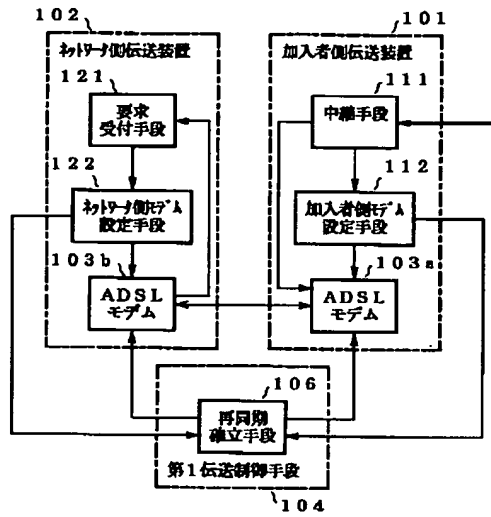 102
ネットワーク側伝送装置
121
要求
受付手段
122
ネットワーク側モデム
設定手段
103b
ADSL
モデム
101
加入者側伝送装置
111
中継手段
112
加入者側モデム
設定手段
103a
ADSL
モデム
106
再同期
確立手段
第1伝送制御手段
104